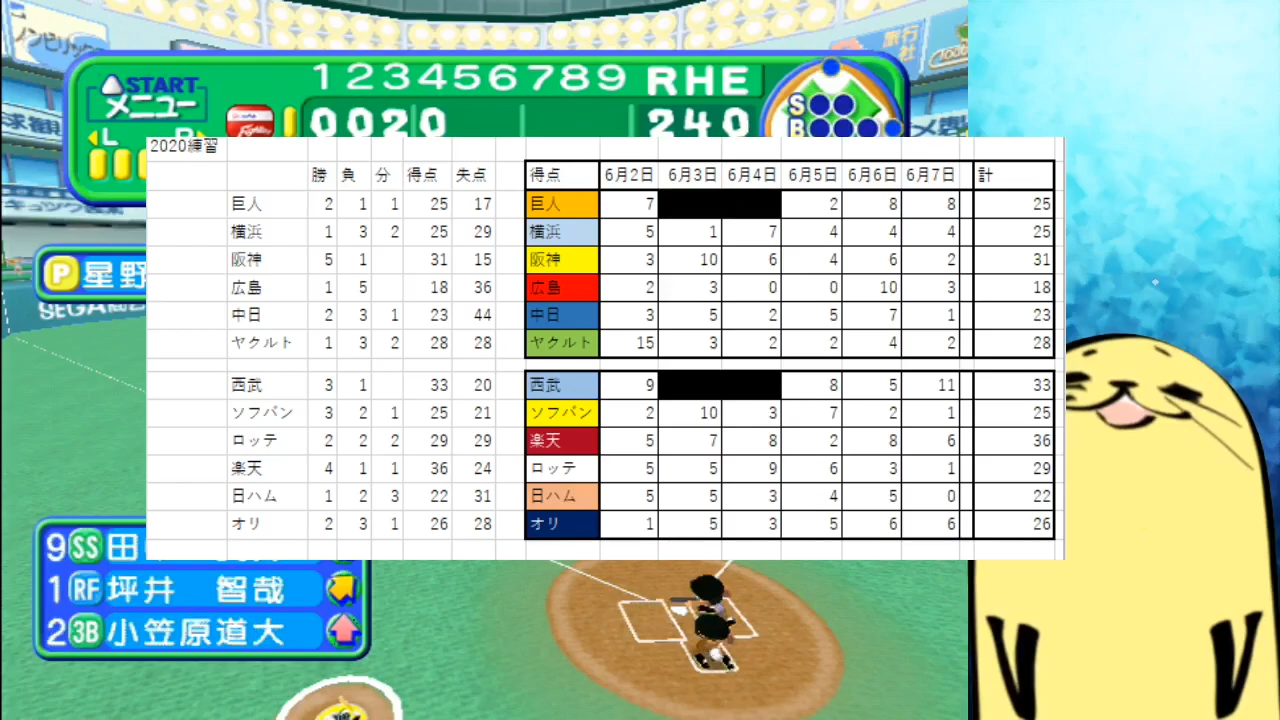 ノンビリック
旅行社
START
メニュー
L R
123456789 RHE
0020 240
S
B
球観
P 星野
SEGA
2020練習
勝 負 分 得点 失点
巨人 2 1 1 25 17
横浜 1 3 2 25 29
阪神 5 1 31 15
広島 1 5 18 36
中日 2 3 1 23 44
ヤクルト 1 3 2 28 28
西武 3 1 33 20
ソフバン 3 2 1 25 21
ロッテ 2 2 2 29 29
楽天 4 1 1 36 24
日ハム 1 2 3 22 31
オリ 2 3 1 26 28
得点 6月2日 6月3日 6月4日 6月5日 6月6日 6月7日 計
巨人 7 2 8 8 25
横浜 5 1 7 4 4 4 25
阪神 3 10 6 4 6 2 31
広島 2 3 0 0 10 3 18
中日 3 5 2 5 7 1 23
ヤクルト 15 3 2 2 4 2 28
西武 9 8 5 11 33
ソフバン 2 10 3 7 2 1 25
楽天 5 7 8 2 8 6 36
ロッテ 5 5 9 6 3 1 29
日ハム 5 5 3 4 5 0 22
オリ 1 5 3 5 6 6 26
9 SS 田
1 RF 坪井 智哉
2 3B 小笠原道大